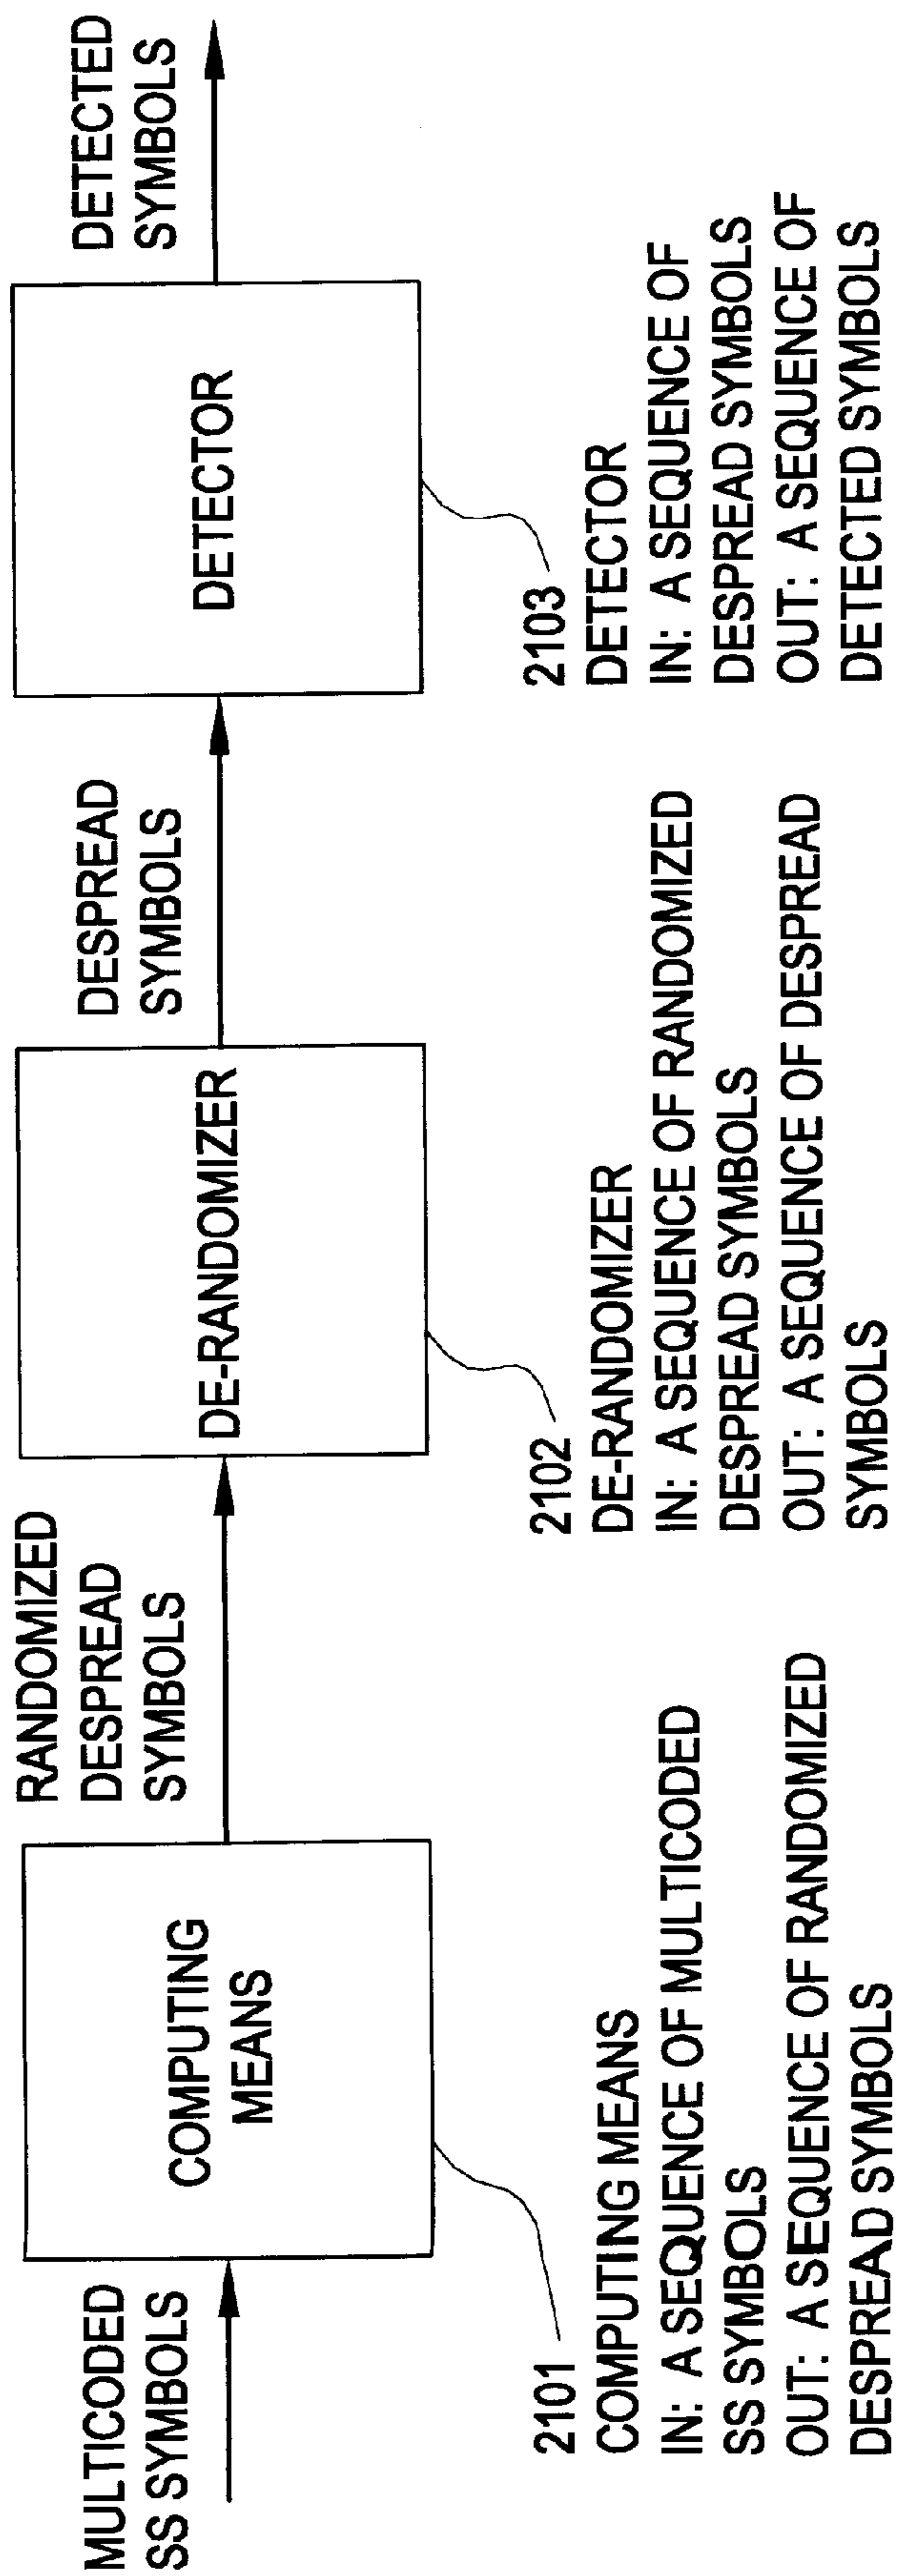 MULTICODED
SS SYMBOLS
COMPUTING
MEANS
RANDOMIZED
DESPREAD
SYMBOLS
DE-RANDOMIZER
DESPREAD
SYMBOLS
DETECTOR
DETECTED
SYMBOLS
2101
COMPUTING MEANS
IN: A SEQUENCE OF MULTICODED
SS SYMBOLS
OUT: A SEQUENCE OF RANDOMIZED
DESPREAD SYMBOLS
2102
DE-RANDOMIZER
IN: A SEQUENCE OF RANDOMIZED
DESPREAD SYMBOLS
OUT: A SEQUENCE OF DESPREAD
SYMBOLS
2103
DETECTOR
IN: A SEQUENCE OF
DESPREAD SYMBOLS
OUT: A SEQUENCE OF
DETECTED SYMBOLS